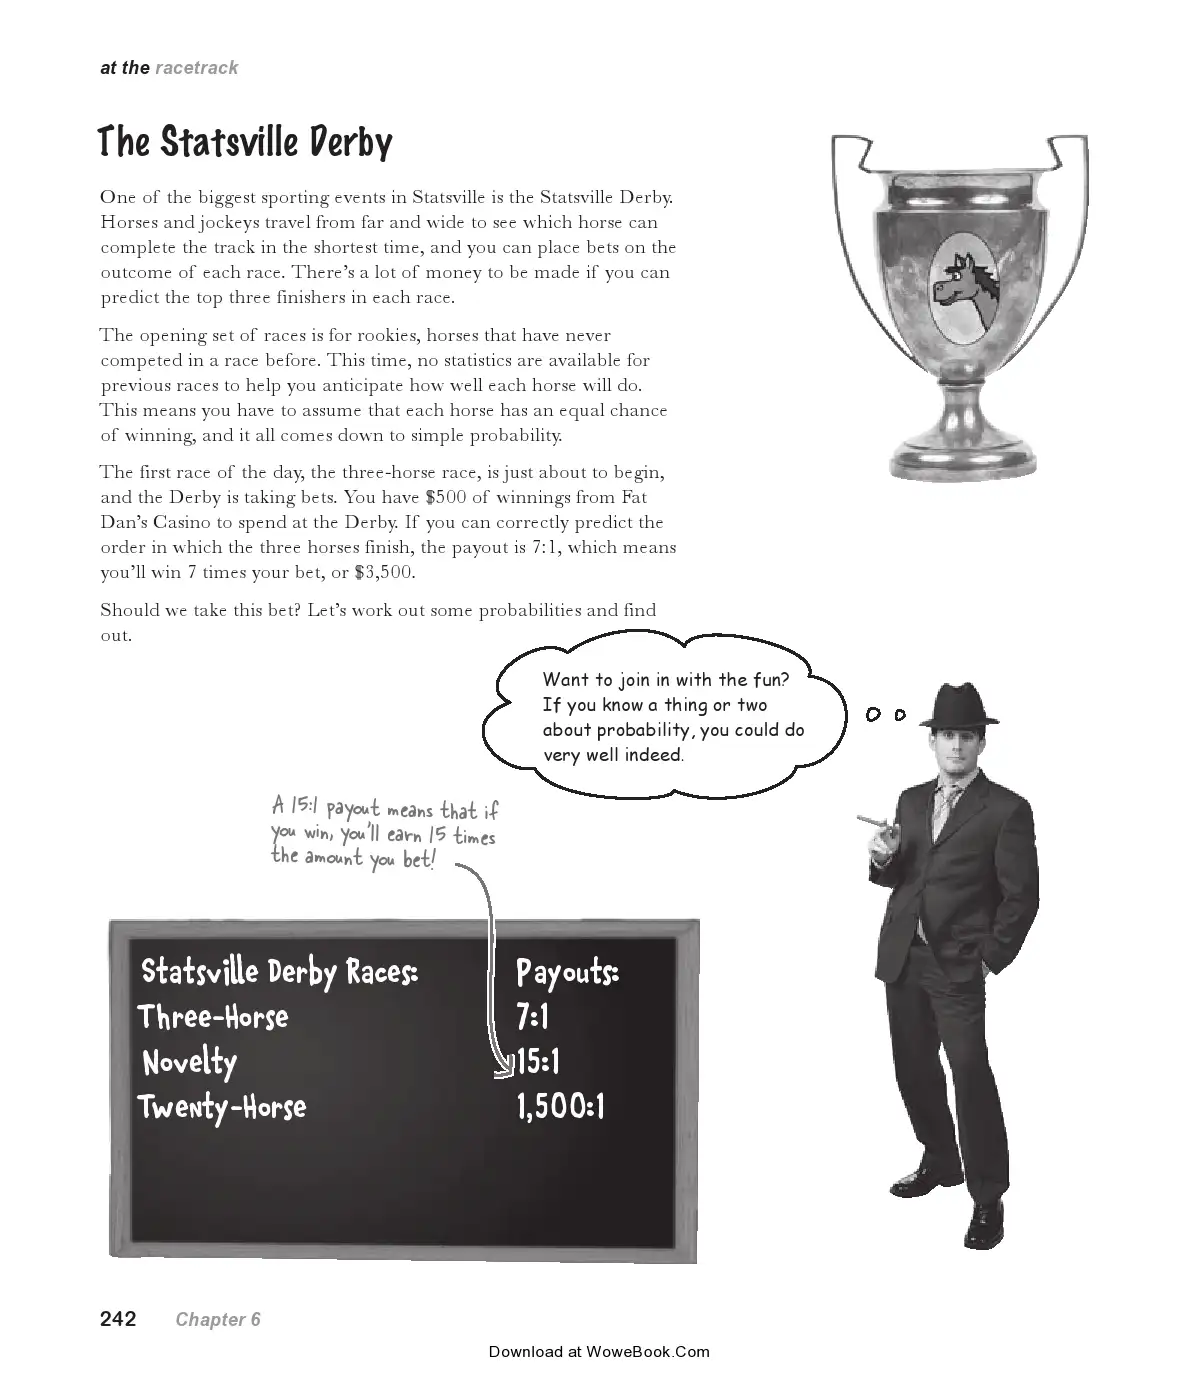 at the racetrack
The Statsville Derby
One of the biggest sporting events in Statsville is the Statsville Derby.
Horses and jockeys travel from far and wide to see which horse can
complete the track in the shortest time, and you can place bets on the
outcome of each race. There’s a lot of money to be made if you can
predict the top three finishers in each race.
The opening set of races is for rookies, horses that have never
competed in a race before. This time, no statistics are available for
previous races to help you anticipate how well each horse will do.
This means you have to assume that each horse has an equal chance
of winning, and it all comes down to simple probability.
The first race of the day, the three-horse race, is just about to begin,
and the Derby is taking bets. You have $500 of winnings from Fat
Dan’s Casino to spend at the Derby. If you can correctly predict the
order in which the three horses finish, the payout is 7:1, which means
you’ll win 7 times your bet, or $3,500.
Should we take this bet? Let’s work out some probabilities and find
out.
Want to join in with the fun?
If you know a thing or two
about probability, you could do
very well indeed.
A 15:1 payout means that if
you win, you’ll earn 15 times
the amount you bet!
Statsville Derby Races: Payouts:
Three-Horse 7:1
Novelty 15:1
Twenty-Horse 1,500:1
242 Chapter 6
Download at WoweBook.Com